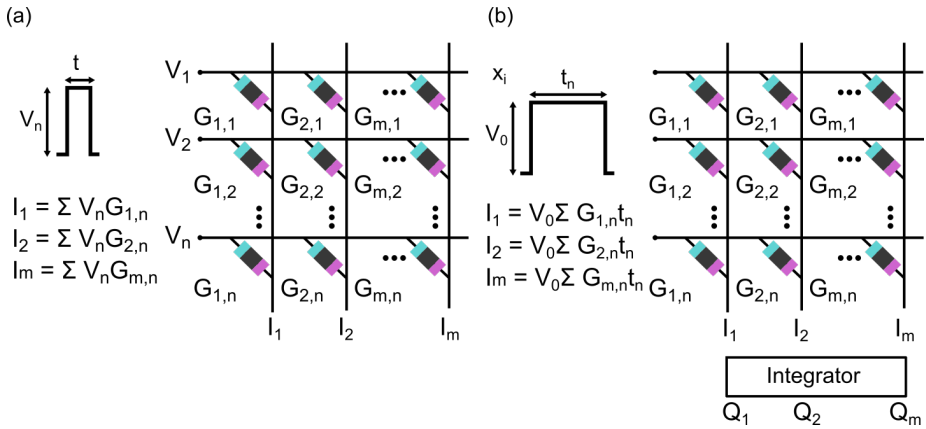 (a)
t
V₁
Vₙ
G₁,₁ G₂,₁ ••• Gₘ,₁
V₂
G₁,₂ G₂,₂ Gₘ,₂
I₁ = Σ VₙG₁,ₙ
I₂ = Σ VₙG₂,ₙ
Iₘ = Σ VₙGₘ,ₙ
Vₙ
G₁,ₙ G₂,ₙ ••• Gₘ,ₙ
I₁ I₂ Iₘ
(b)
xᵢ
tₙ
V₀
G₁,₁ G₂,₁ ••• Gₘ,₁
G₁,₂ G₂,₂ Gₘ,₂
I₁ = V₀Σ G₁,ₙtₙ
I₂ = V₀Σ G₂,ₙtₙ
Iₘ = V₀Σ Gₘ,ₙtₙ
G₁,ₙ G₂,ₙ ••• Gₘ,ₙ
I₁ I₂ Iₘ
Integrator
Q₁ Q₂ Qₘ